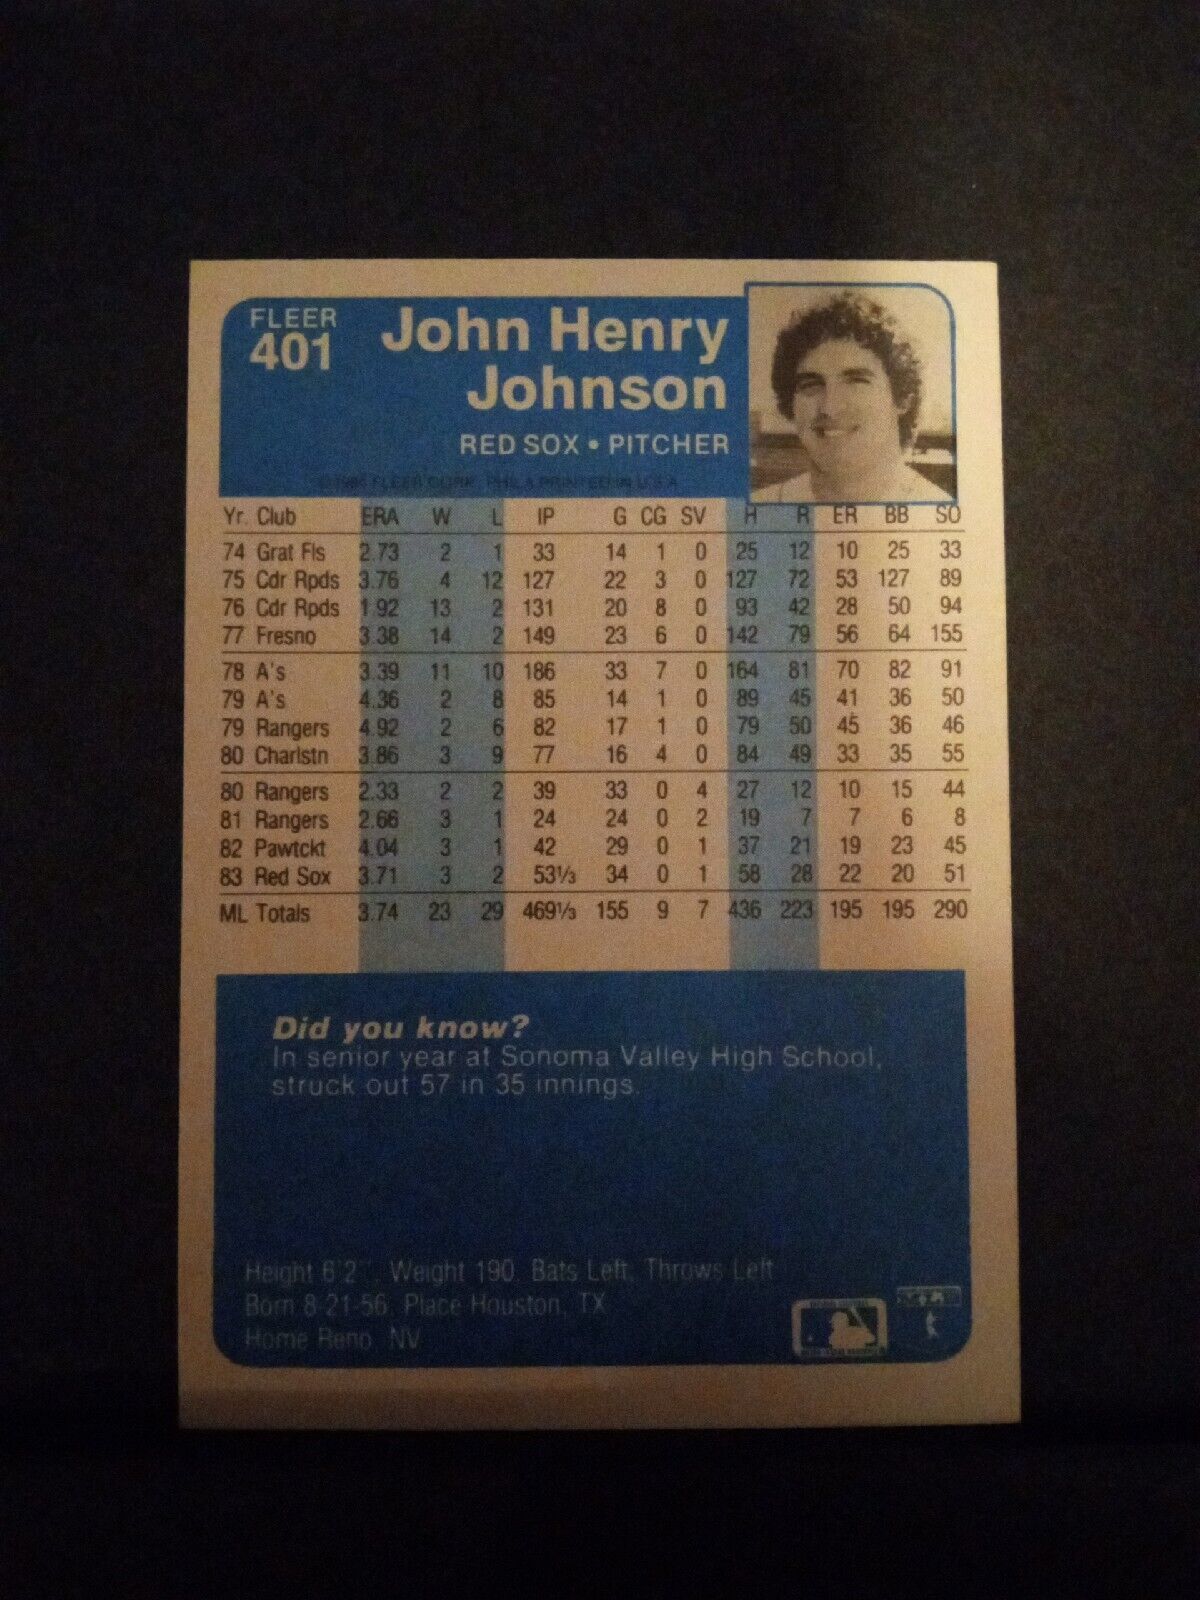 FLEER
401
John Henry
Johnson
RED SOX • PITCHER
FLEER CORP. PHILA PRINTED IN U.S.A.
Yr. Club ERA W L IP G CG SV H R ER BB SO
74 Grat Fls 2.73 2 1 33 14 1 0 25 12 10 25 33
75 Cdr Rpds 3.76 4 12 127 22 3 0 127 72 53 127 89
76 Cdr Rpds 1.92 13 2 131 20 8 0 93 42 28 50 94
77 Fresno 3.38 14 2 149 23 6 0 142 79 56 64 155
78 A's 3.39 11 10 186 33 7 0 164 81 70 82 91
79 A's 4.36 2 8 85 14 1 0 89 45 41 36 50
79 Rangers 4.92 2 6 82 17 1 0 79 50 45 36 46
80 Charlstn 3.86 3 9 77 16 4 0 84 49 33 35 55
80 Rangers 2.33 2 2 39 33 0 4 27 12 10 15 44
81 Rangers 2.66 3 1 24 24 0 2 19 7 7 6 8
82 Pawtckt 4.04 3 1 42 29 0 1 37 21 19 23 45
83 Red Sox 3.71 3 2 53⅓ 34 0 1 58 28 22 20 51
ML Totals 3.74 23 29 469⅓ 155 9 7 436 223 195 195 290
Did you know?
In senior year at Sonoma Valley High School,
struck out 57 in 35 innings.
Height 6'2", Weight 190, Bats Left, Throws Left
Born 8-21-56, Place Houston, TX
Home Reno, NV